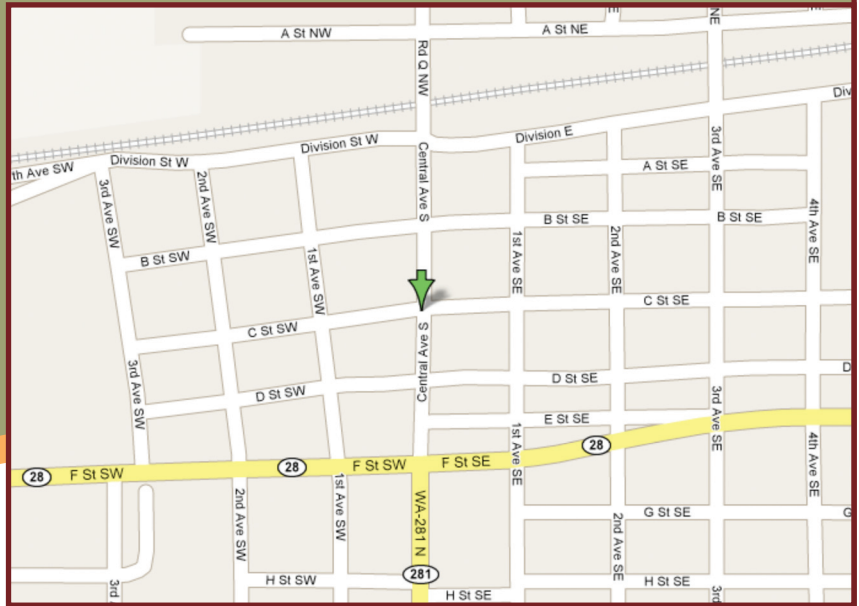 NE
A St NW
A St NE
Rd Q NW
Div
Division E
Division St W
Division St W
th Ave SW
Central Ave S
3rd Ave SE
A St SE
3rd Ave SW
2nd Ave SW
4th Ave SE
B St SE
B St SE
B St SW
1st Ave SW
1st Ave SE
2nd Ave SE
C St SE
C St SW
Central Ave S
3rd Ave SW
D
D St SE
D St SW
3rd Ave SE
E St SE
1st Ave SE
4th Ave SE
28
F St SW
28
F St SW
F St SE
28
F St SW
2nd Ave SW
1st Ave SW
WA-281 N
G St SE
G
2nd Ave SE
281
H St SW
H St SE
H St SE
3rd
3rd